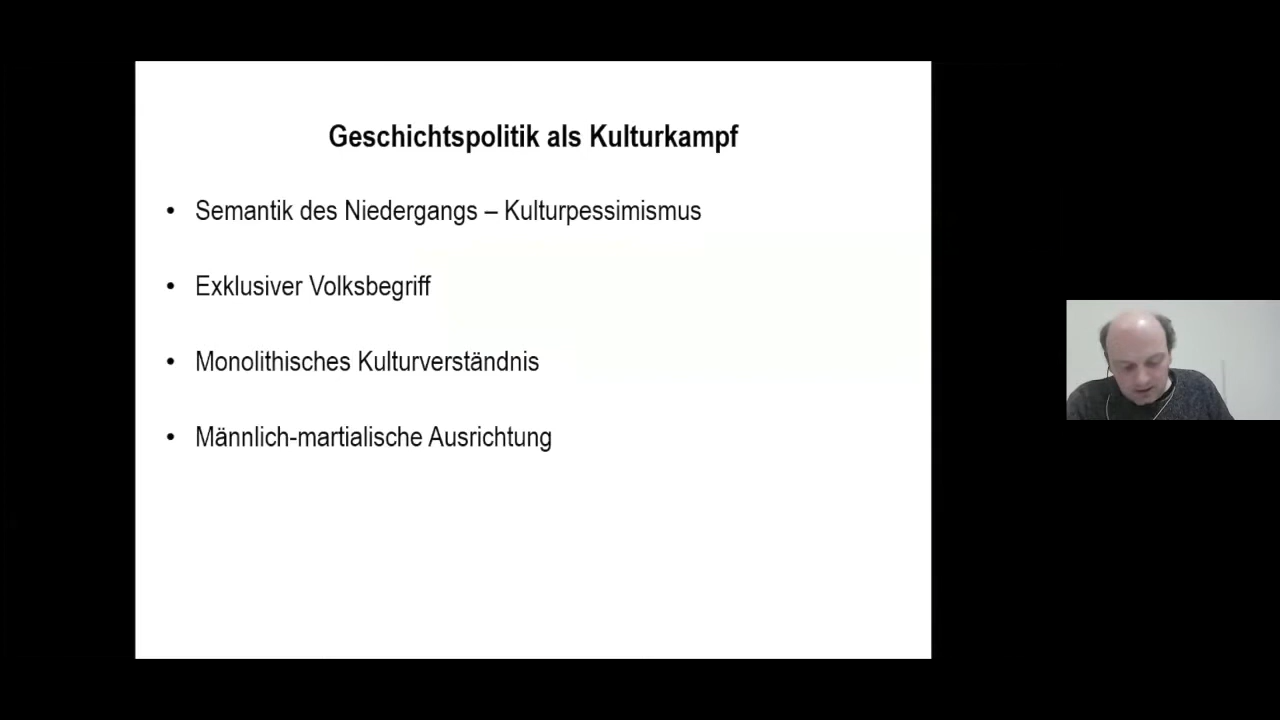 Geschichtspolitik als Kulturkampf
• Semantik des Niedergangs – Kulturpessimismus
• Exklusiver Volksbegriff
• Monolithisches Kulturverständnis
• Männlich-martialische Ausrichtung